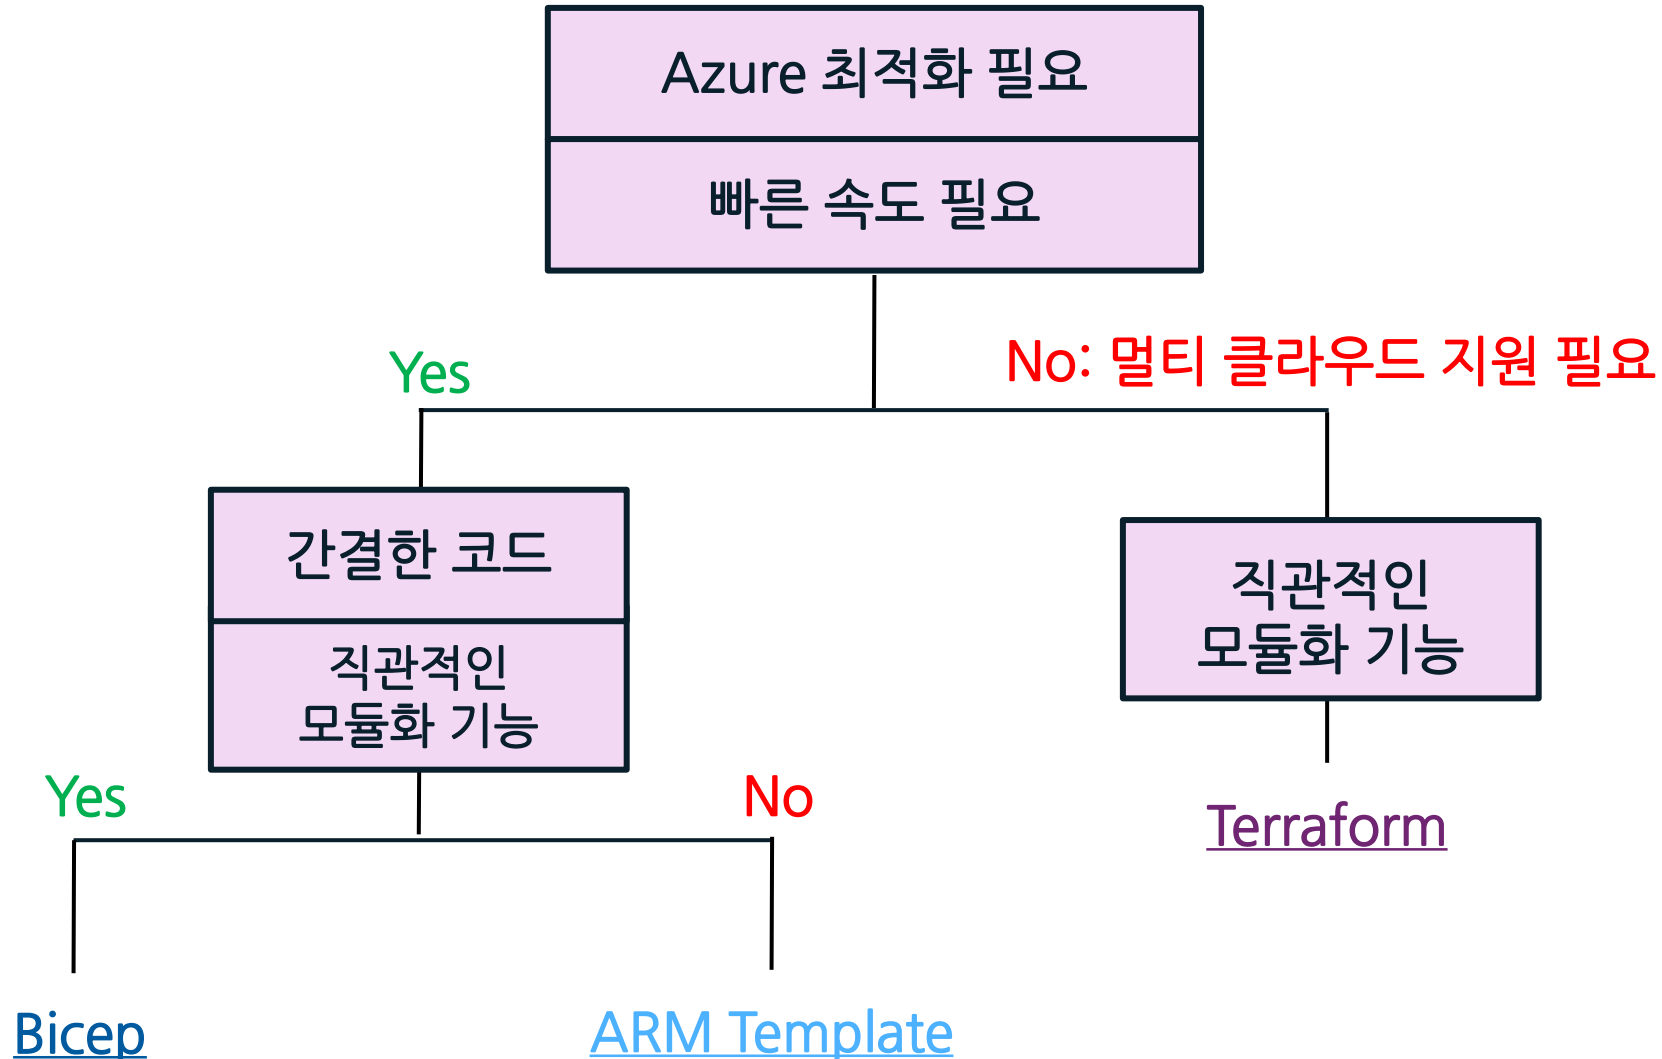 Azure 최적화 필요
빠른 속도 필요
Yes
No: 멀티 클라우드 지원 필요
간결한 코드
직관적인
모듈화 기능
직관적인
모듈화 기능
Yes
No
Terraform
Bicep
ARM Template